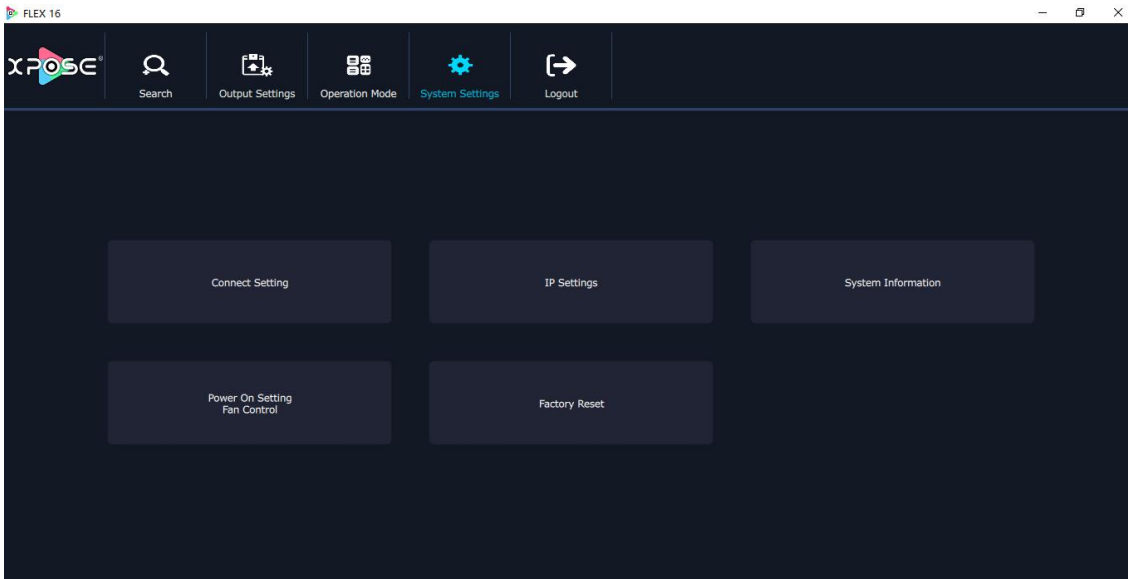 FLEX 16
XPOSE®
Search
Output Settings
Operation Mode
System Settings
Logout
Connect Setting
IP Settings
System Information
Power On Setting
Fan Control
Factory Reset